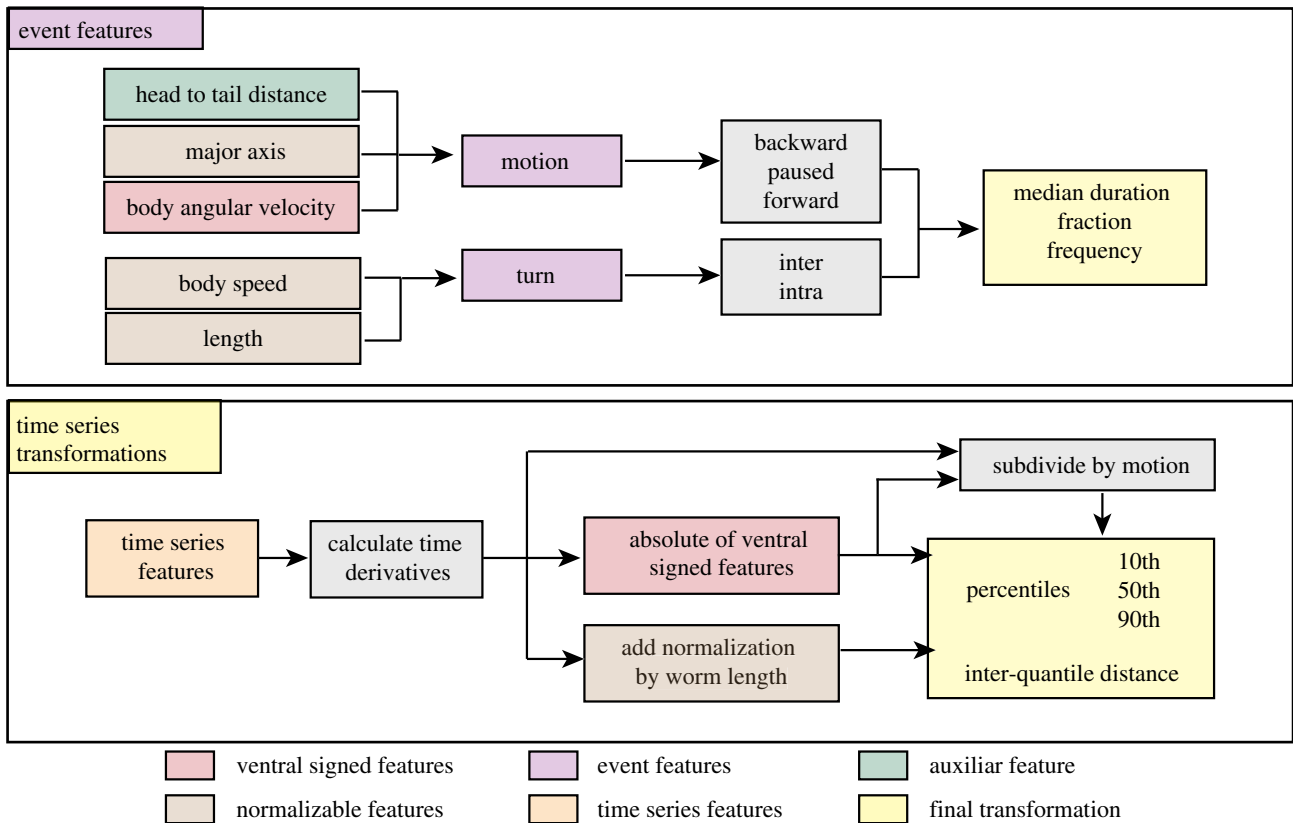 event features
head to tail distance
major axis
body angular velocity
body speed
length
motion
turn
backward
paused
forward
inter
intra
median duration
fraction
frequency
time series
transformations
time series
features
calculate time
derivatives
absolute of ventral
signed features
add normalization
by worm length
subdivide by motion
percentiles
10th
50th
90th
inter-quantile distance
ventral signed features
event features
auxiliar feature
normalizable features
time series features
final transformation